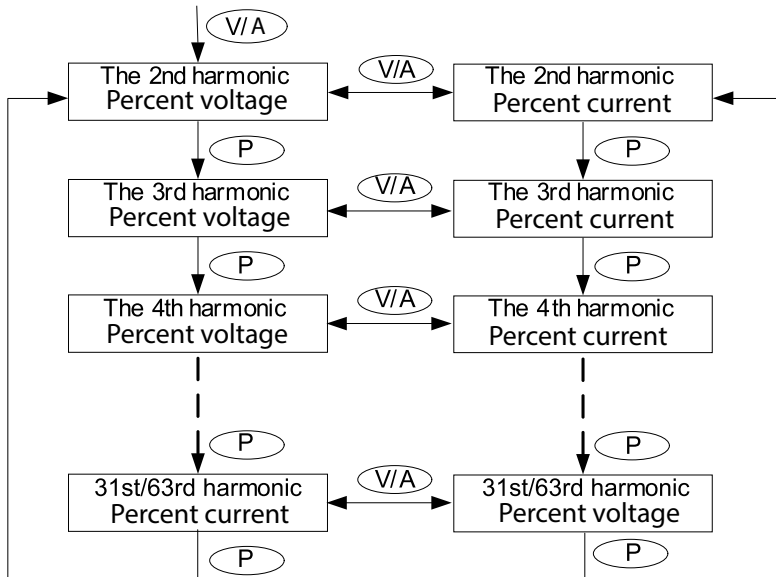 V/A
The 2nd harmonic
Percent voltage
V/A
The 2nd harmonic
Percent current
P
P
The 3rd harmonic
Percent voltage
V/A
The 3rd harmonic
Percent current
P
P
The 4th harmonic
Percent voltage
V/A
The 4th harmonic
Percent current
P
P
31st/63rd harmonic
Percent current
V/A
31st/63rd harmonic
Percent voltage
P
P